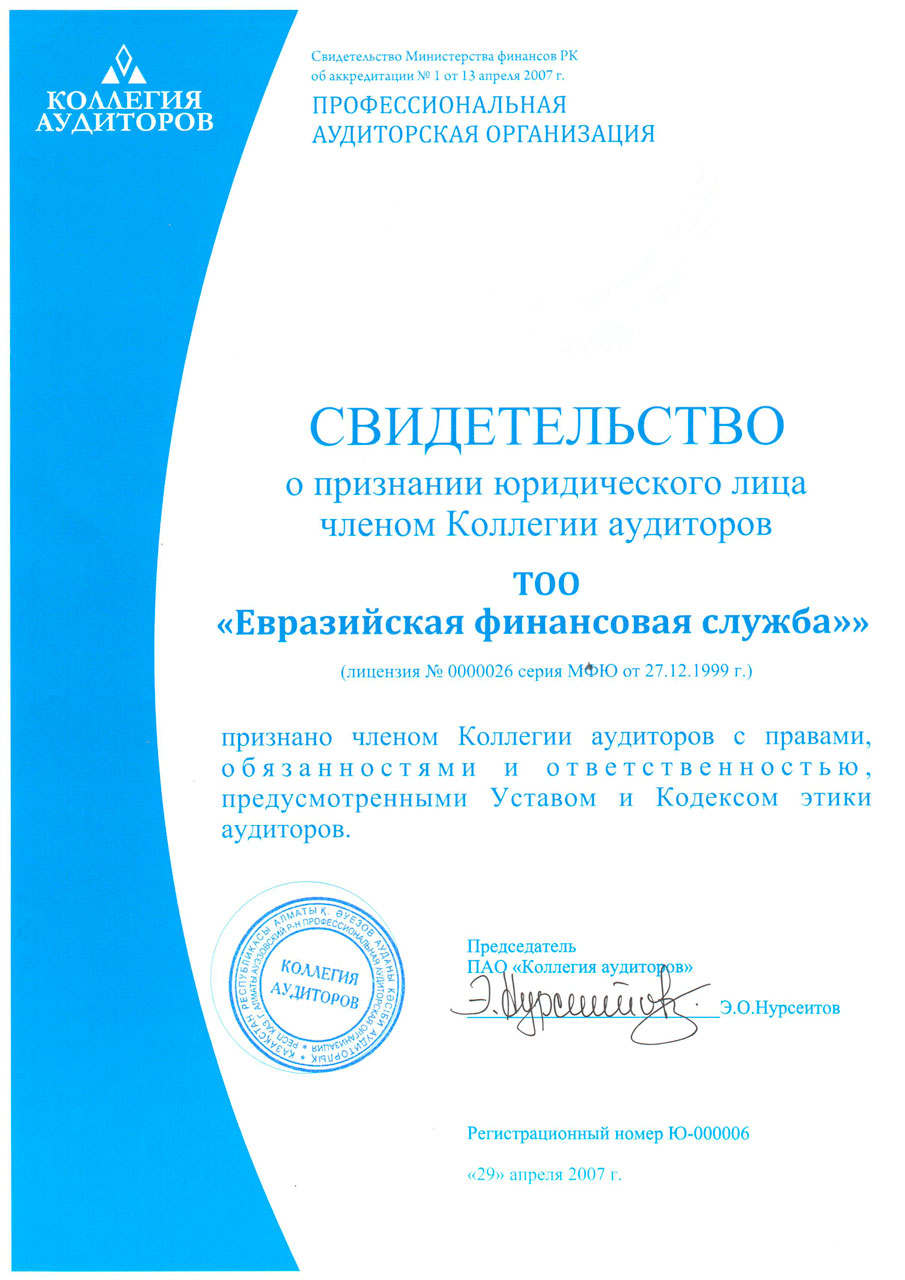 КОЛЛЕГИЯ
АУДИТОРОВ
Свидетельство Министерства финансов РК
об аккредитации № 1 от 13 апреля 2007 г.
ПРОФЕССИОНАЛЬНАЯ
АУДИТОРСКАЯ ОРГАНИЗАЦИЯ
СВИДЕТЕЛЬСТВО
о признании юридического лица
членом Коллегии аудиторов
ТОО
«Евразийская финансовая служба»»
(лицензия № 0000026 серия МФЮ от 27.12.1999 г.)
признано членом Коллегии аудиторов с правами,
обязанностями и ответственностью,
предусмотренными Уставом и Кодексом этики
аудиторов.
ҚАЗАҚСТАН РЕСПУБЛИКАСЫ АЛМАТЫ Қ. ӘУЕЗОВ АУДАНЫ КӘСІБИ АУДИТОРЛЫҚ
РЕСП. КАЗ. Г. АЛМАТЫ АУЭЗОВСКИЙ Р-Н ПРОФЕССИОНАЛЬНАЯ АУДИТОРСКАЯ ОРГАНИЗАЦИЯ
КОЛЛЕГИЯ
АУДИТОРОВ
Председатель
ПАО «Коллегия аудиторов»
Э.Нурсеитов
Э.О.Нурсеитов
Регистрационный номер Ю-000006
«29» апреля 2007 г.